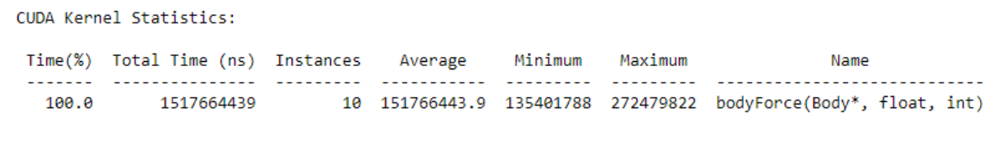 CUDA Kernel Statistics:
Time(%) Total Time (ns) Instances Average Minimum Maximum Name
------- --------------- --------- ----------- --------- --------- ----------------------------
100.0 1517664439 10 151766443.9 135401788 272479822 bodyForce(Body*, float, int)